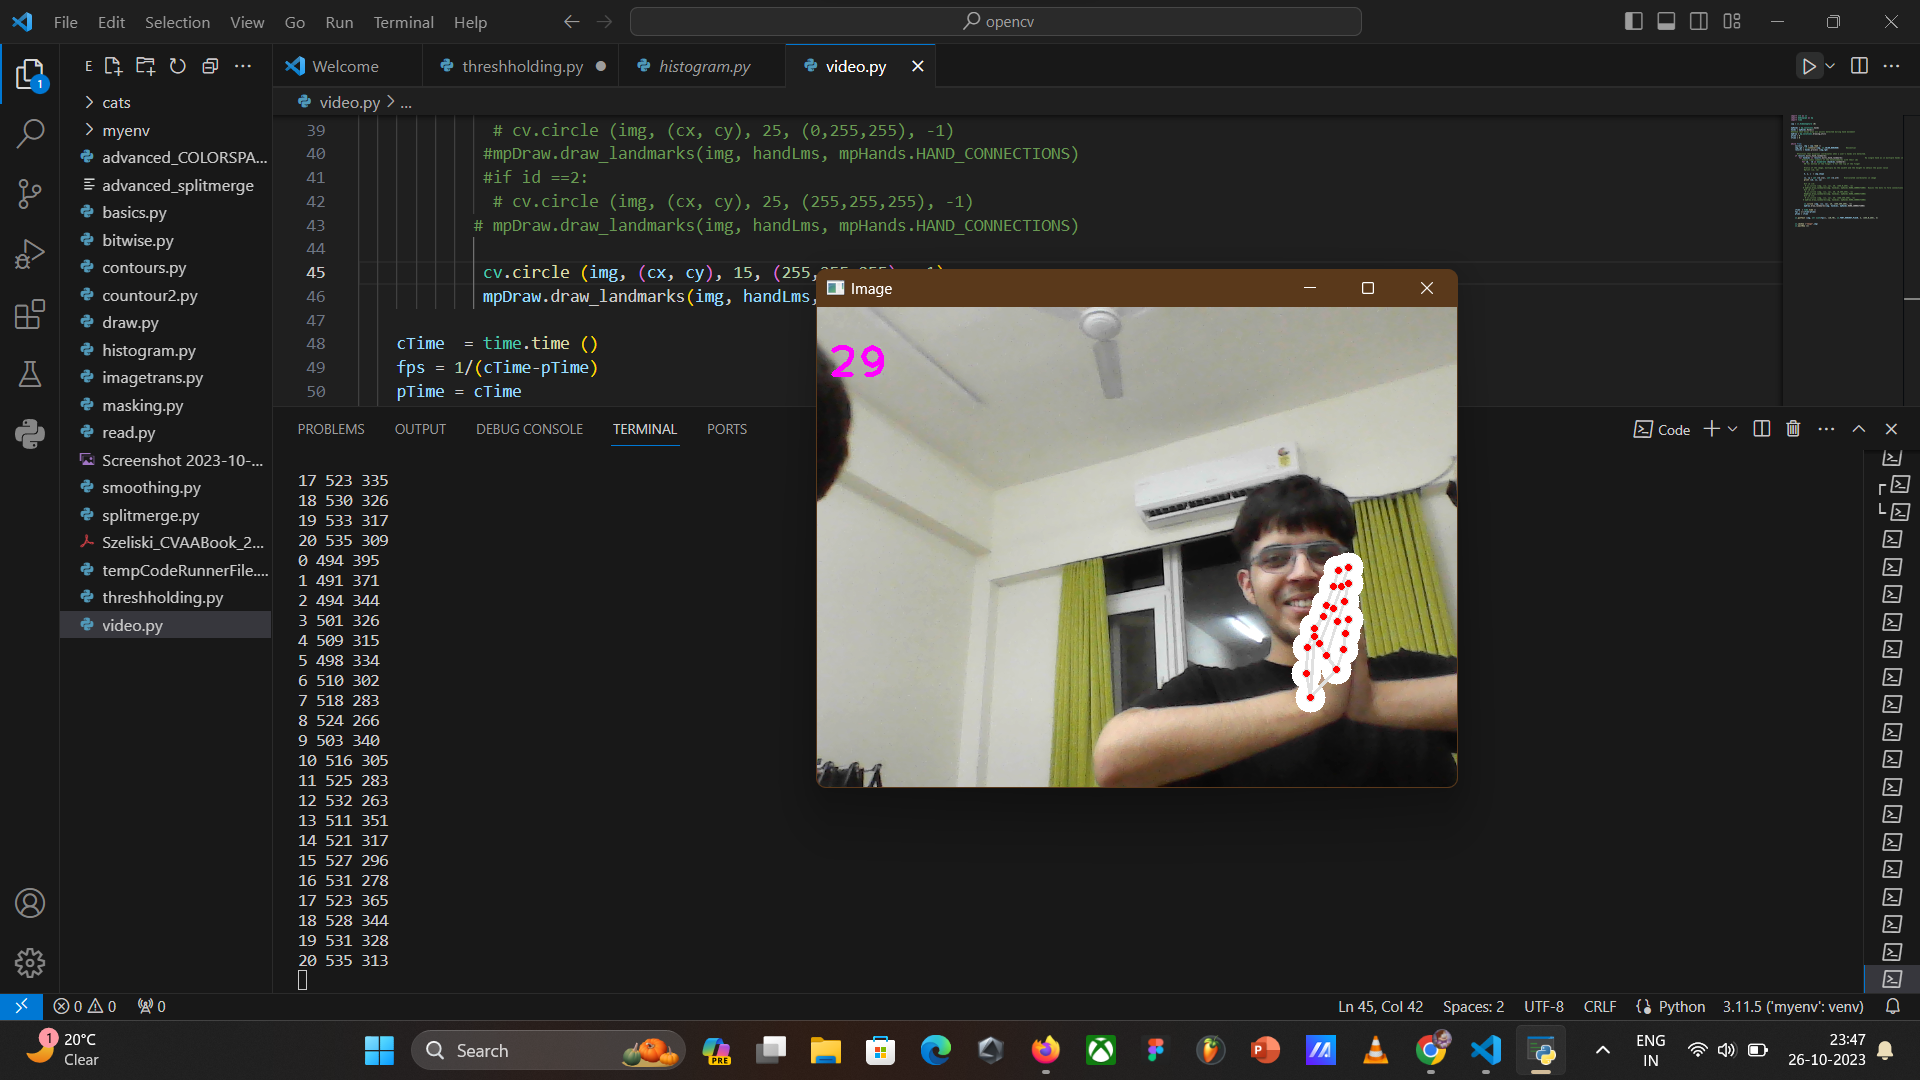 File Edit Selection View Go Run Terminal Help
opencv
E
Welcome
threshholding.py
histogram.py
video.py
video.py > ...
1
cats
myenv
advanced_COLORSPA...
advanced_splitmerge
basics.py
bitwise.py
contours.py
countour2.py
draw.py
histogram.py
imagetrans.py
masking.py
read.py
Screenshot 2023-10-...
smoothing.py
splitmerge.py
Szeliski_CVAABook_2...
tempCodeRunnerFile....
threshholding.py
video.py
39 # cv.circle (img, (cx, cy), 25, (0,255,255), -1)
40 #mpDraw.draw_landmarks(img, handLms, mpHands.HAND_CONNECTIONS)
41 #if id ==2:
42 # cv.circle (img, (cx, cy), 25, (255,255,255), -1)
43 # mpDraw.draw_landmarks(img, handLms, mpHands.HAND_CONNECTIONS)
44
45 cv.circle (img, (cx, cy), 15, (255,
46 mpDraw.draw_landmarks(img, handLms,
47
48 cTime  = time.time ()
49 fps = 1/(cTime-pTime)
50 pTime = cTime
Image
29
PROBLEMS OUTPUT DEBUG CONSOLE TERMINAL PORTS
Code
17 523 335
18 530 326
19 533 317
20 535 309
0 494 395
1 491 371
2 494 344
3 501 326
4 509 315
5 498 334
6 510 302
7 518 283
8 524 266
9 503 340
10 516 305
11 525 283
12 532 263
13 511 351
14 521 317
15 527 296
16 531 278
17 523 365
18 528 344
19 531 328
20 535 313
0 0 0
Ln 45, Col 42 Spaces: 2 UTF-8 CRLF Python 3.11.5 ('myenv': venv)
1
20°C
Clear
Search
PRE
ENG
IN
23:47
26-10-2023